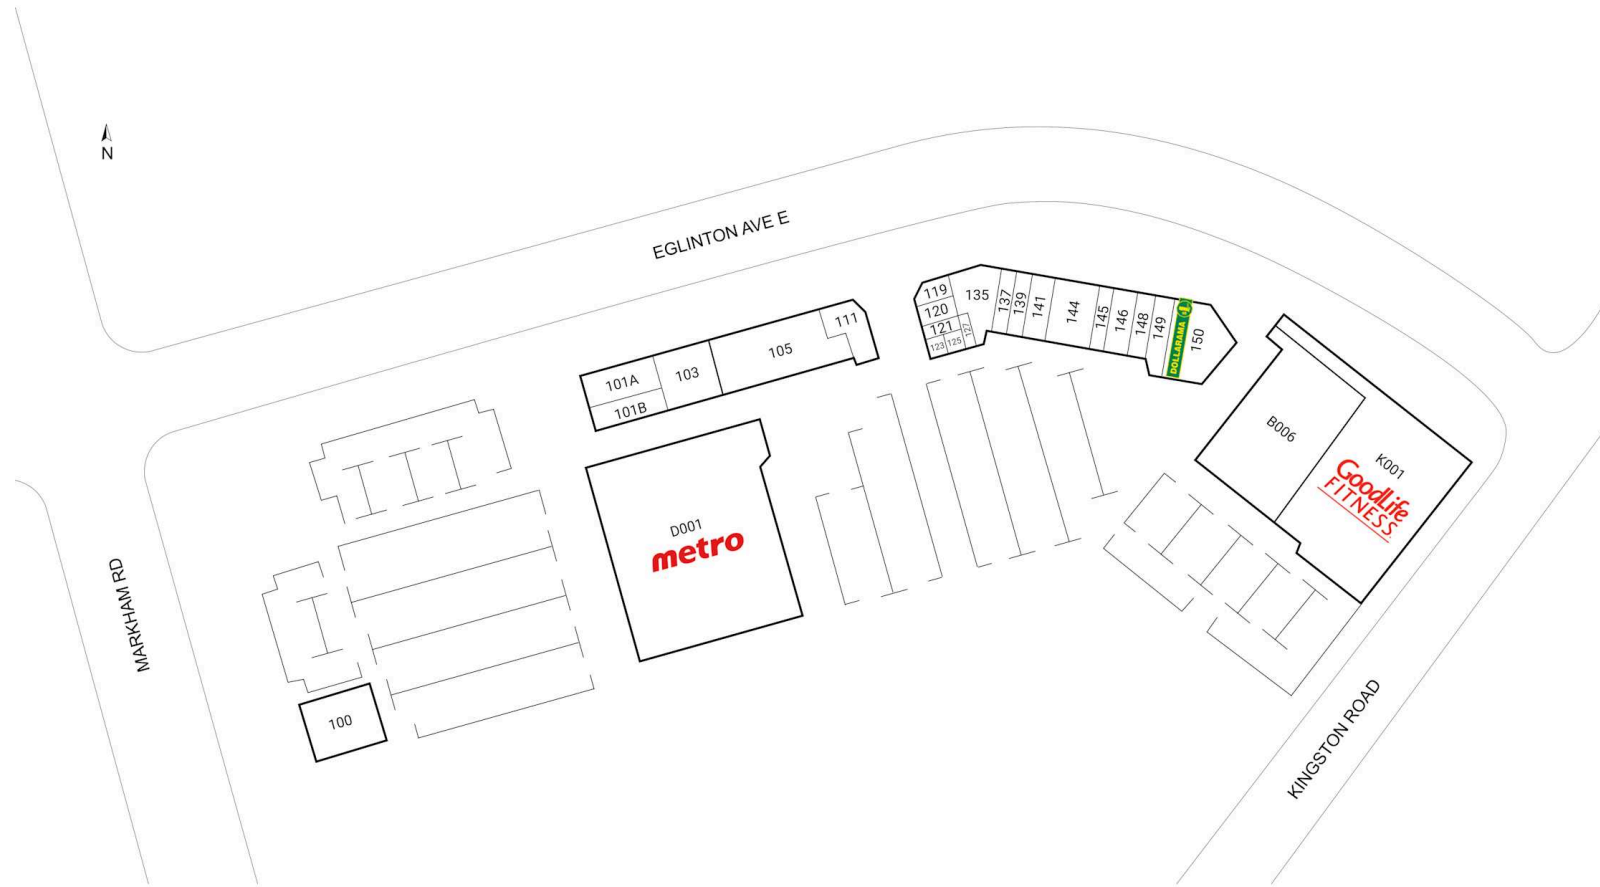 N
EGLINTON AVE E
MARKHAM RD
KINGSTON ROAD
101A
101B
103
105
111
119
120
121
123
125
127
135
137
139
141
144
145
146
148
149
DOLLARAMA
150
B006
K001
GoodLife
FITNESS
D001
metro
100